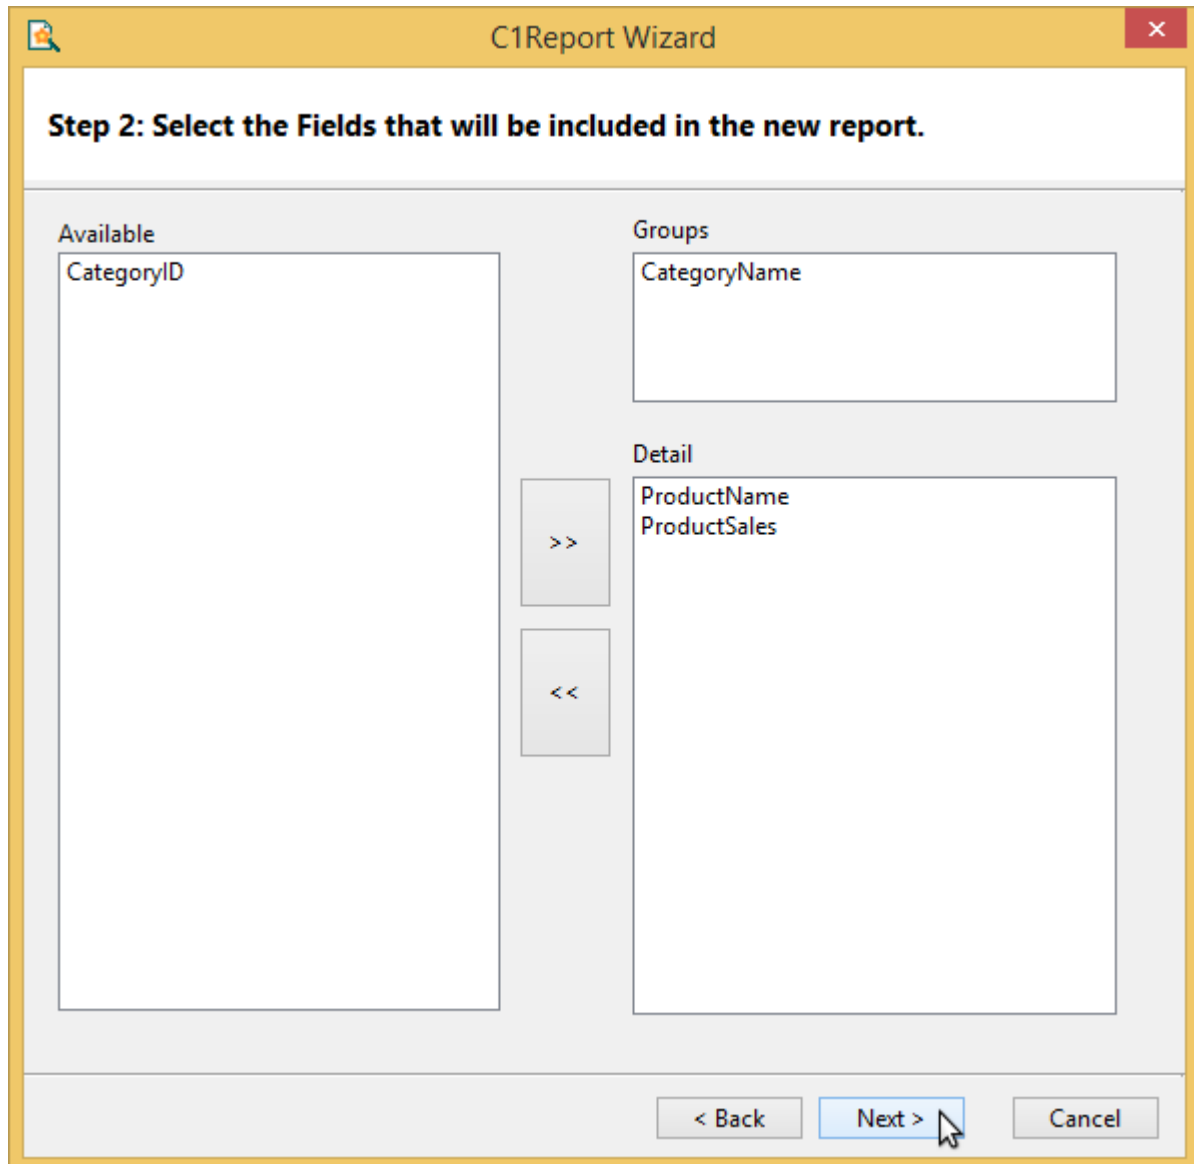 C1Report Wizard
Step 2: Select the Fields that will be included in the new report.
Available
CategoryID
Groups
CategoryName
Detail
ProductName
ProductSales
>>
<<
< Back
Next >
Cancel